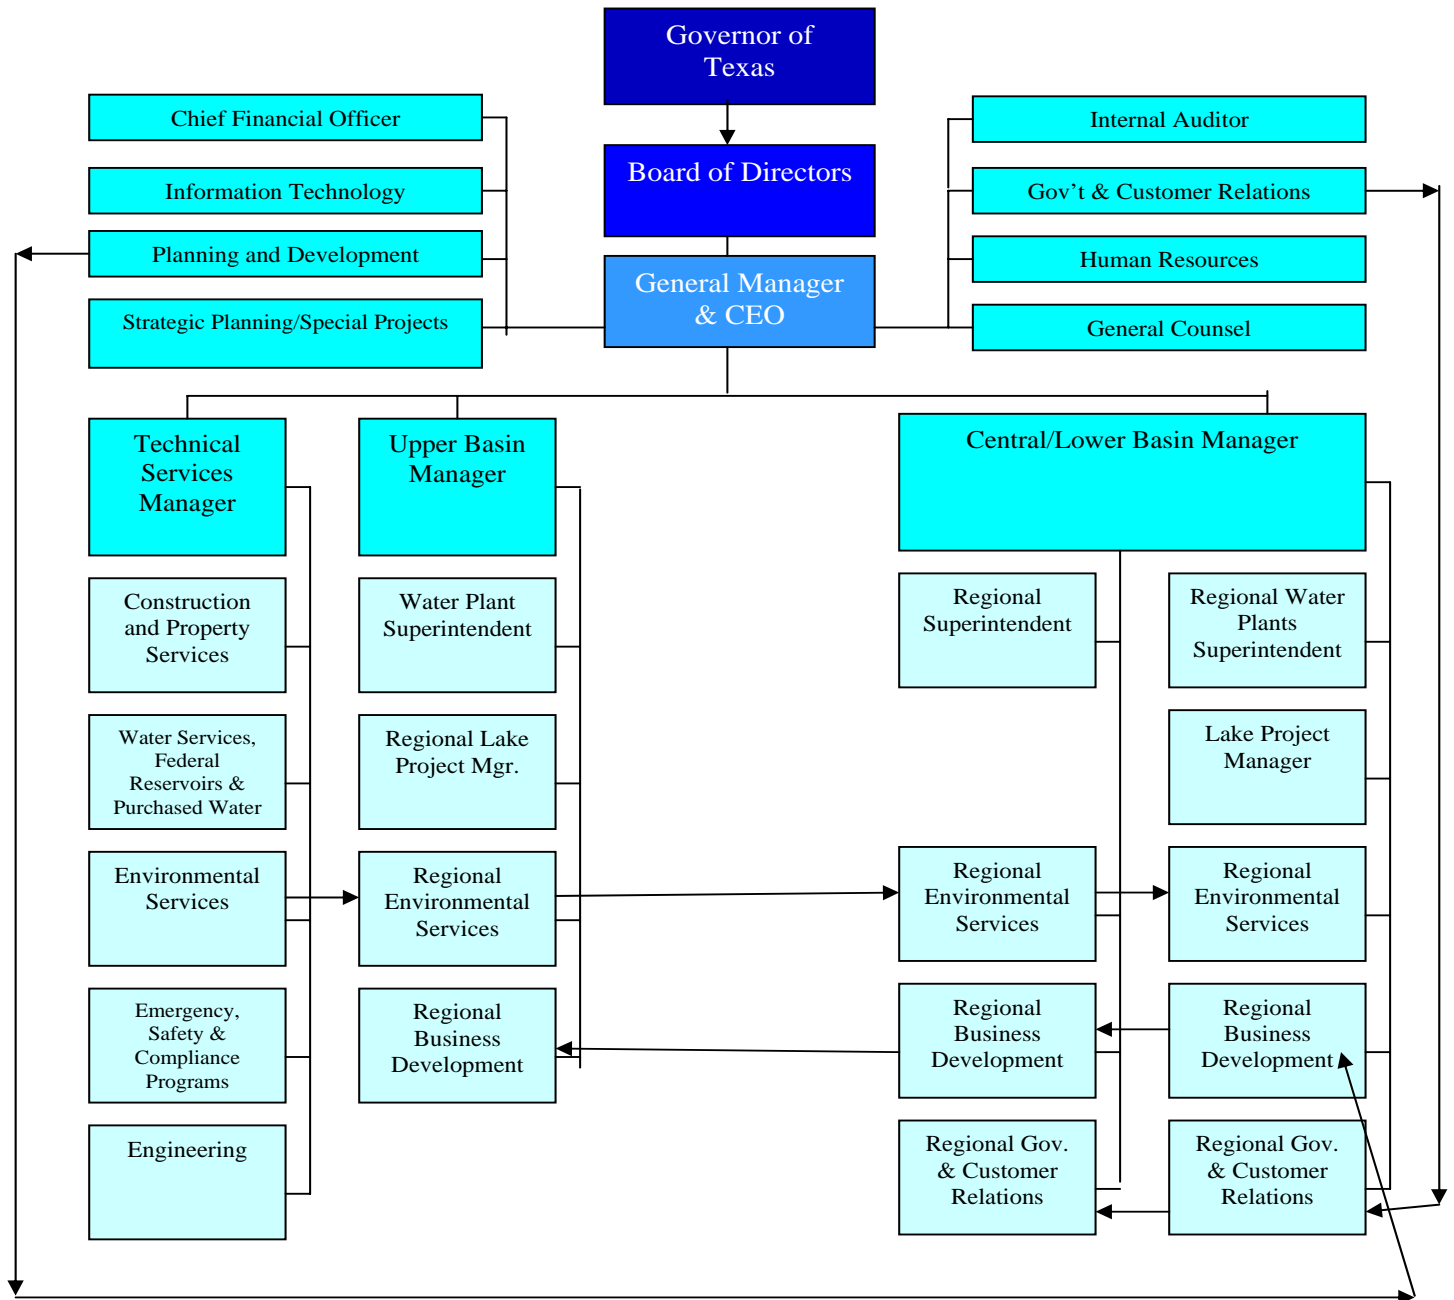 Governor of
Texas
Chief Financial Officer
Internal Auditor
Board of Directors
Information Technology
Gov’t & Customer Relations
Planning and Development
Human Resources
General Manager
& CEO
Strategic Planning/Special Projects
General Counsel
Technical
Services
Manager
Upper Basin
Manager
Central/Lower Basin Manager
Construction
and Property
Services
Water Plant
Superintendent
Regional
Superintendent
Regional Water
Plants
Superintendent
Water Services,
Federal
Reservoirs &
Purchased Water
Regional Lake
Project Mgr.
Lake Project
Manager
Environmental
Services
Regional
Environmental
Services
Regional
Environmental
Services
Regional
Environmental
Services
Emergency,
Safety &
Compliance
Programs
Regional
Business
Development
Regional
Business
Development
Regional
Business
Development
Engineering
Regional Gov.
& Customer
Relations
Regional Gov.
& Customer
Relations